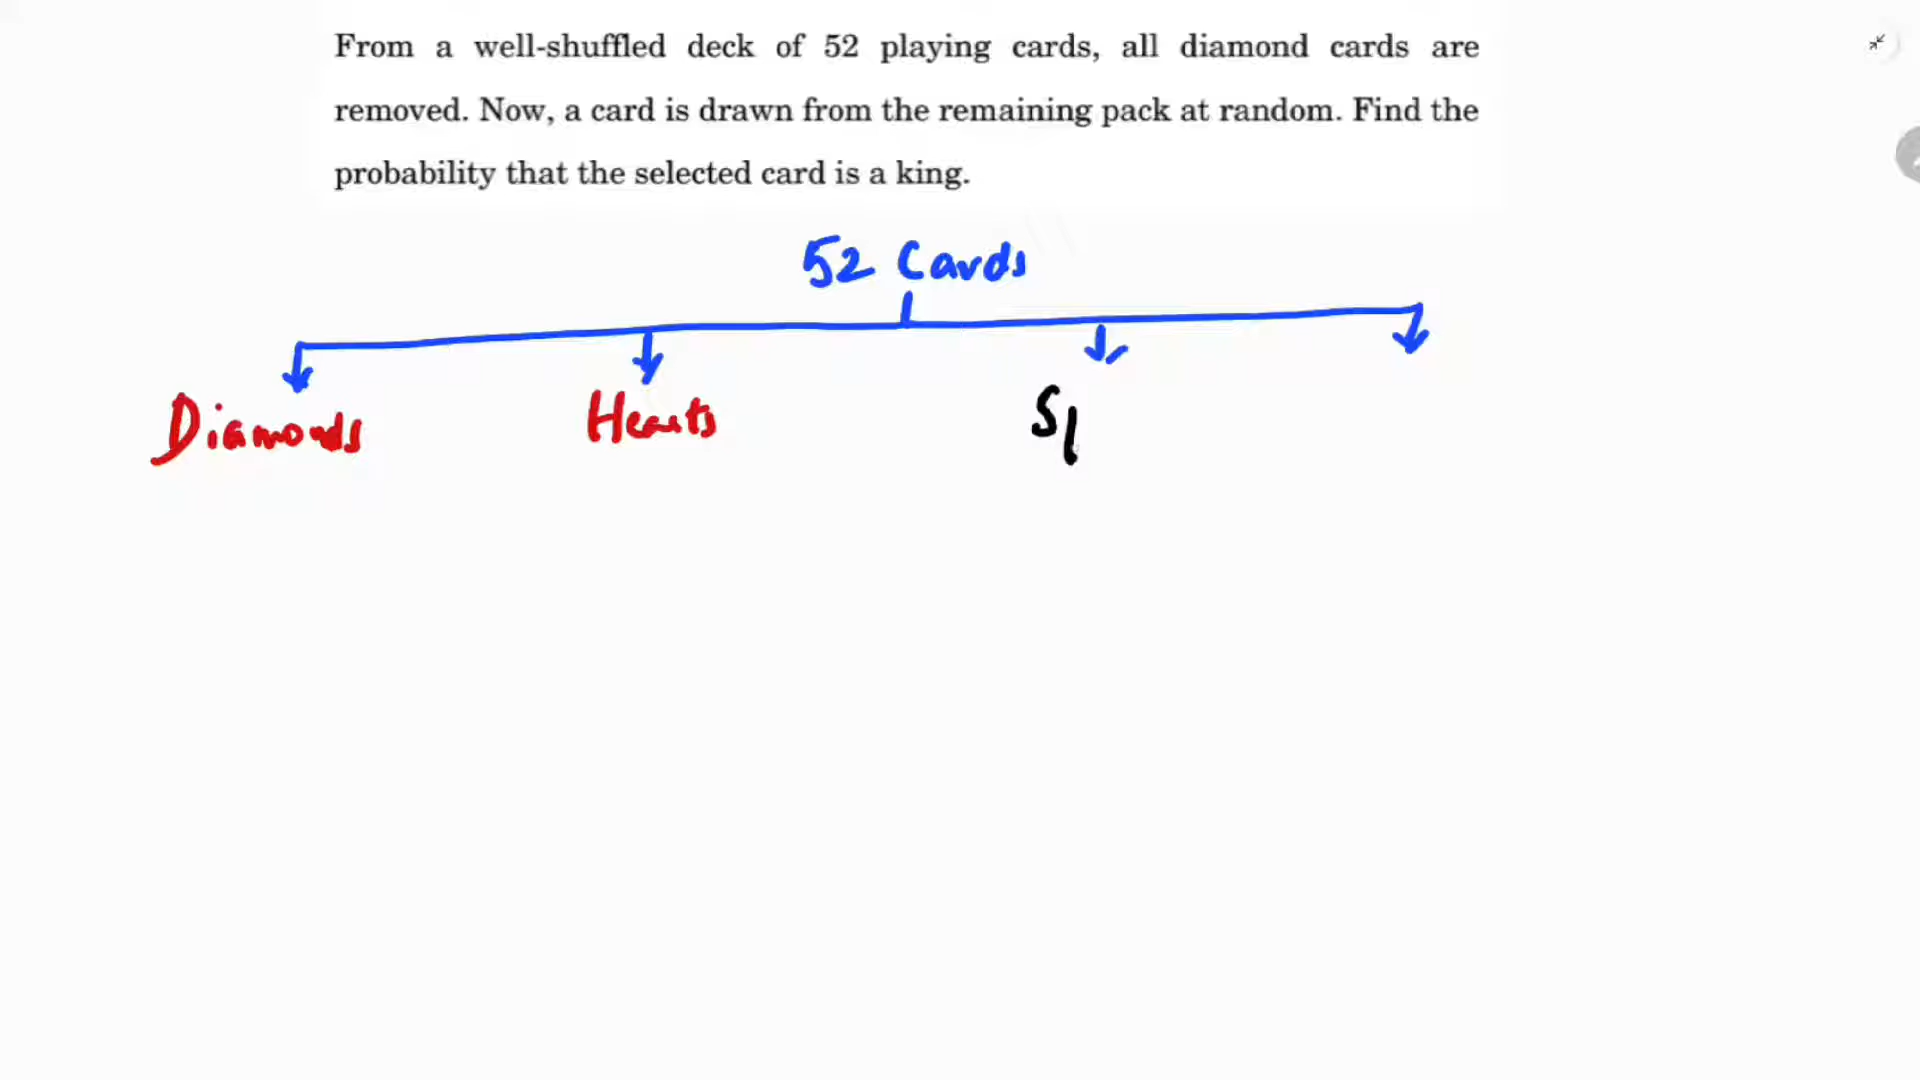 From a well-shuffled deck of 52 playing cards, all diamond cards are
removed. Now, a card is drawn from the remaining pack at random. Find the
probability that the selected card is a king.
52 Cards
Diamonds Hearts S